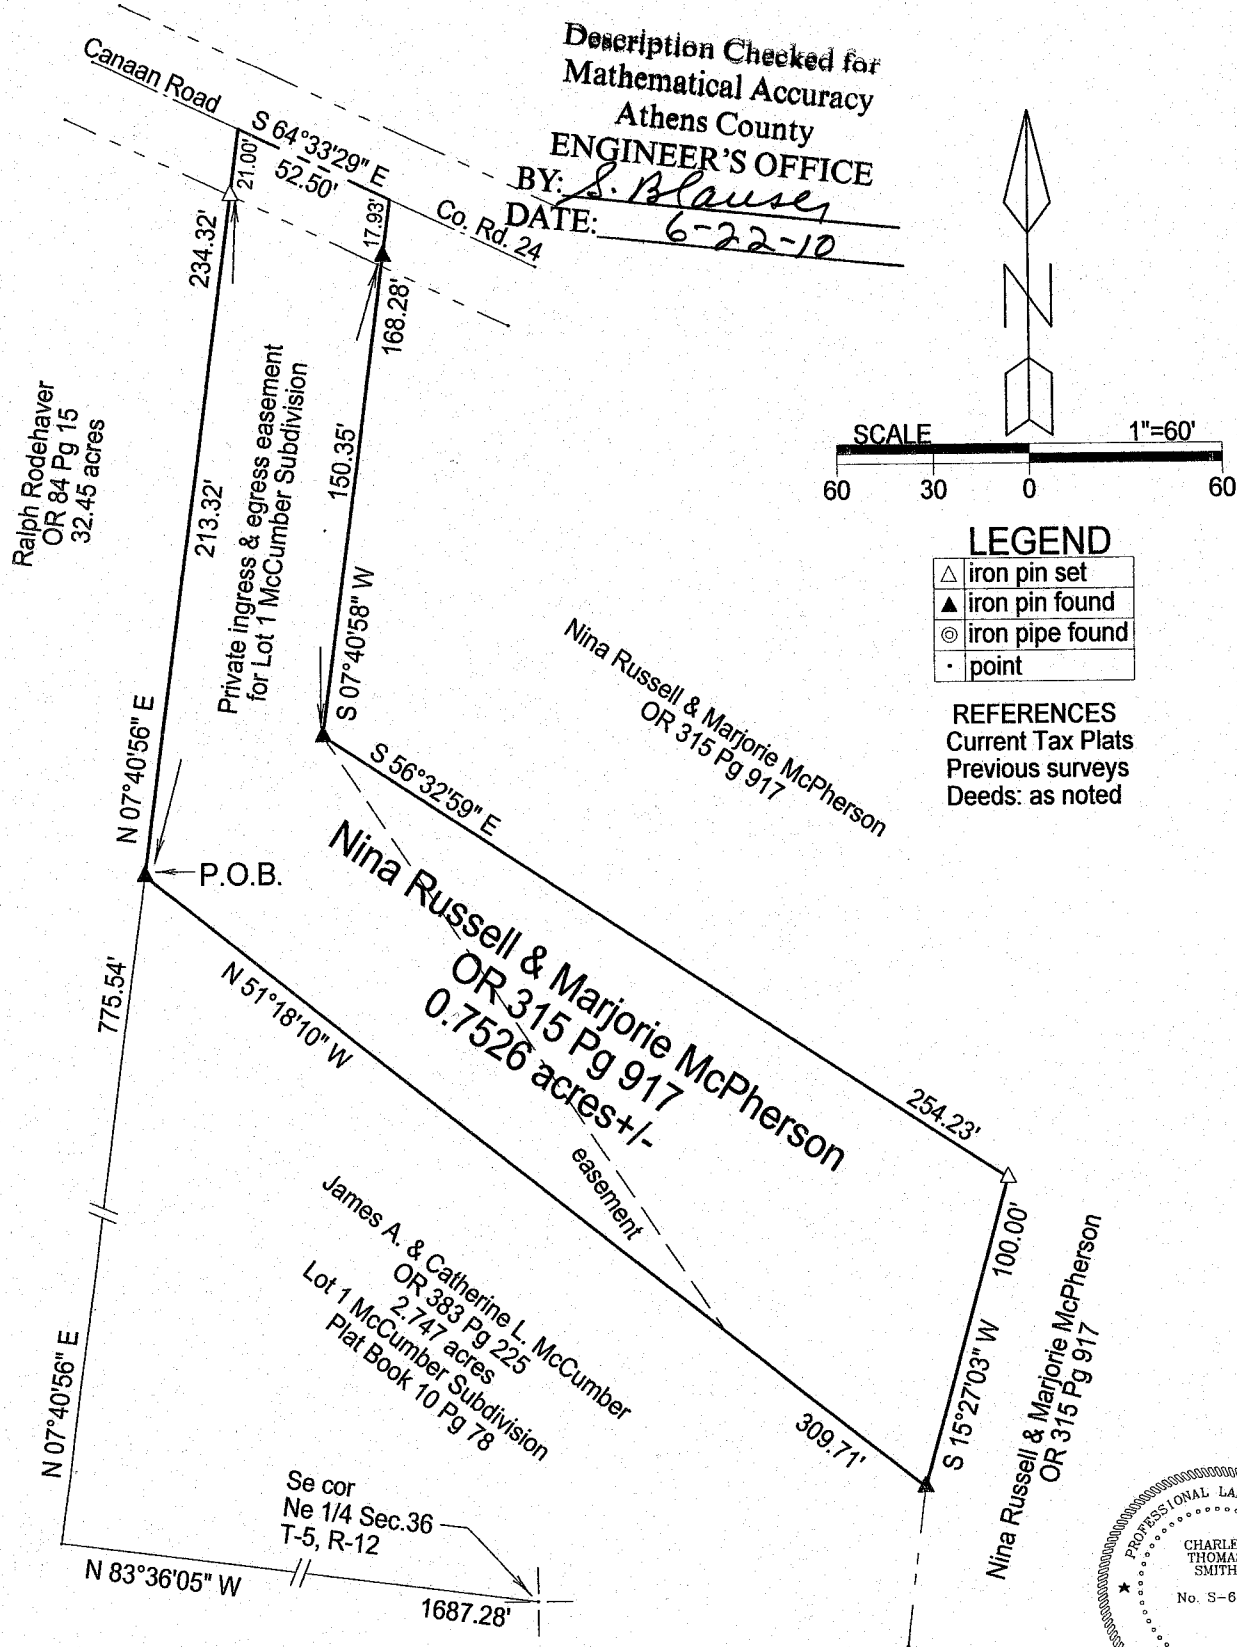 Description Checked for
Mathematical Accuracy
Athens County
ENGINEER'S OFFICE
BY: S. Blauser
DATE: 6-22-10
Canaan Road
S 64°33'29" E
52.50'
Co. Rd. 24
21.00'
17.93'
234.32'
168.28'
213.32'
150.35'
Ralph Rodehaver
OR 84 Pg 15
32.45 acres
Private ingress & egress easement
for Lot 1 McCumber Subdivision
N 07°40'56" E
S 07°40'58" W
SCALE 1"=60'
60 30 0 60
LEGEND
iron pin set
iron pin found
iron pipe found
point
REFERENCES
Current Tax Plats
Previous surveys
Deeds: as noted
Nina Russell & Marjorie McPherson
OR 315 Pg 917
S 56°32'59" E
P.O.B.
Nina Russell & Marjorie McPherson
OR 315 Pg 917
0.7526 acres+/-
254.23'
775.54'
N 51°18'10" W
easement
100.00'
S 15°27'03" W
Nina Russell & Marjorie McPherson
OR 315 Pg 917
James A. & Catherine L. McCumber
OR 383 Pg 225
2.747 acres
Lot 1 McCumber Subdivision
Plat Book 10 Pg 78
309.71'
N 07°40'56" E
Se cor
Ne 1/4 Sec.36
T-5, R-12
N 83°36'05" W
1687.28'
PROFESSIONAL LA
CHARLE
THOMAS
SMITH
No. S-6